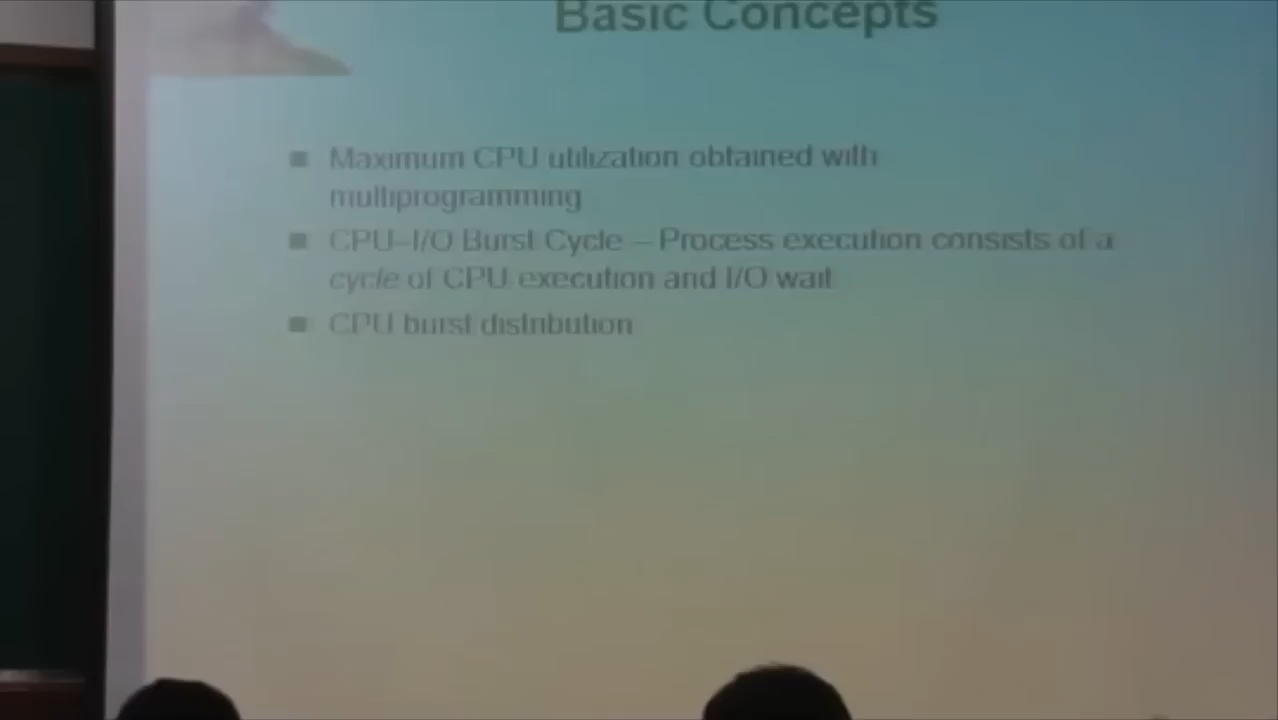 Basic Concepts
Maximum CPU utilization obtained with
multiprogramming
CPU–I/O Burst Cycle – Process execution consists of a
cycle of CPU execution and I/O wait
CPU burst distribution